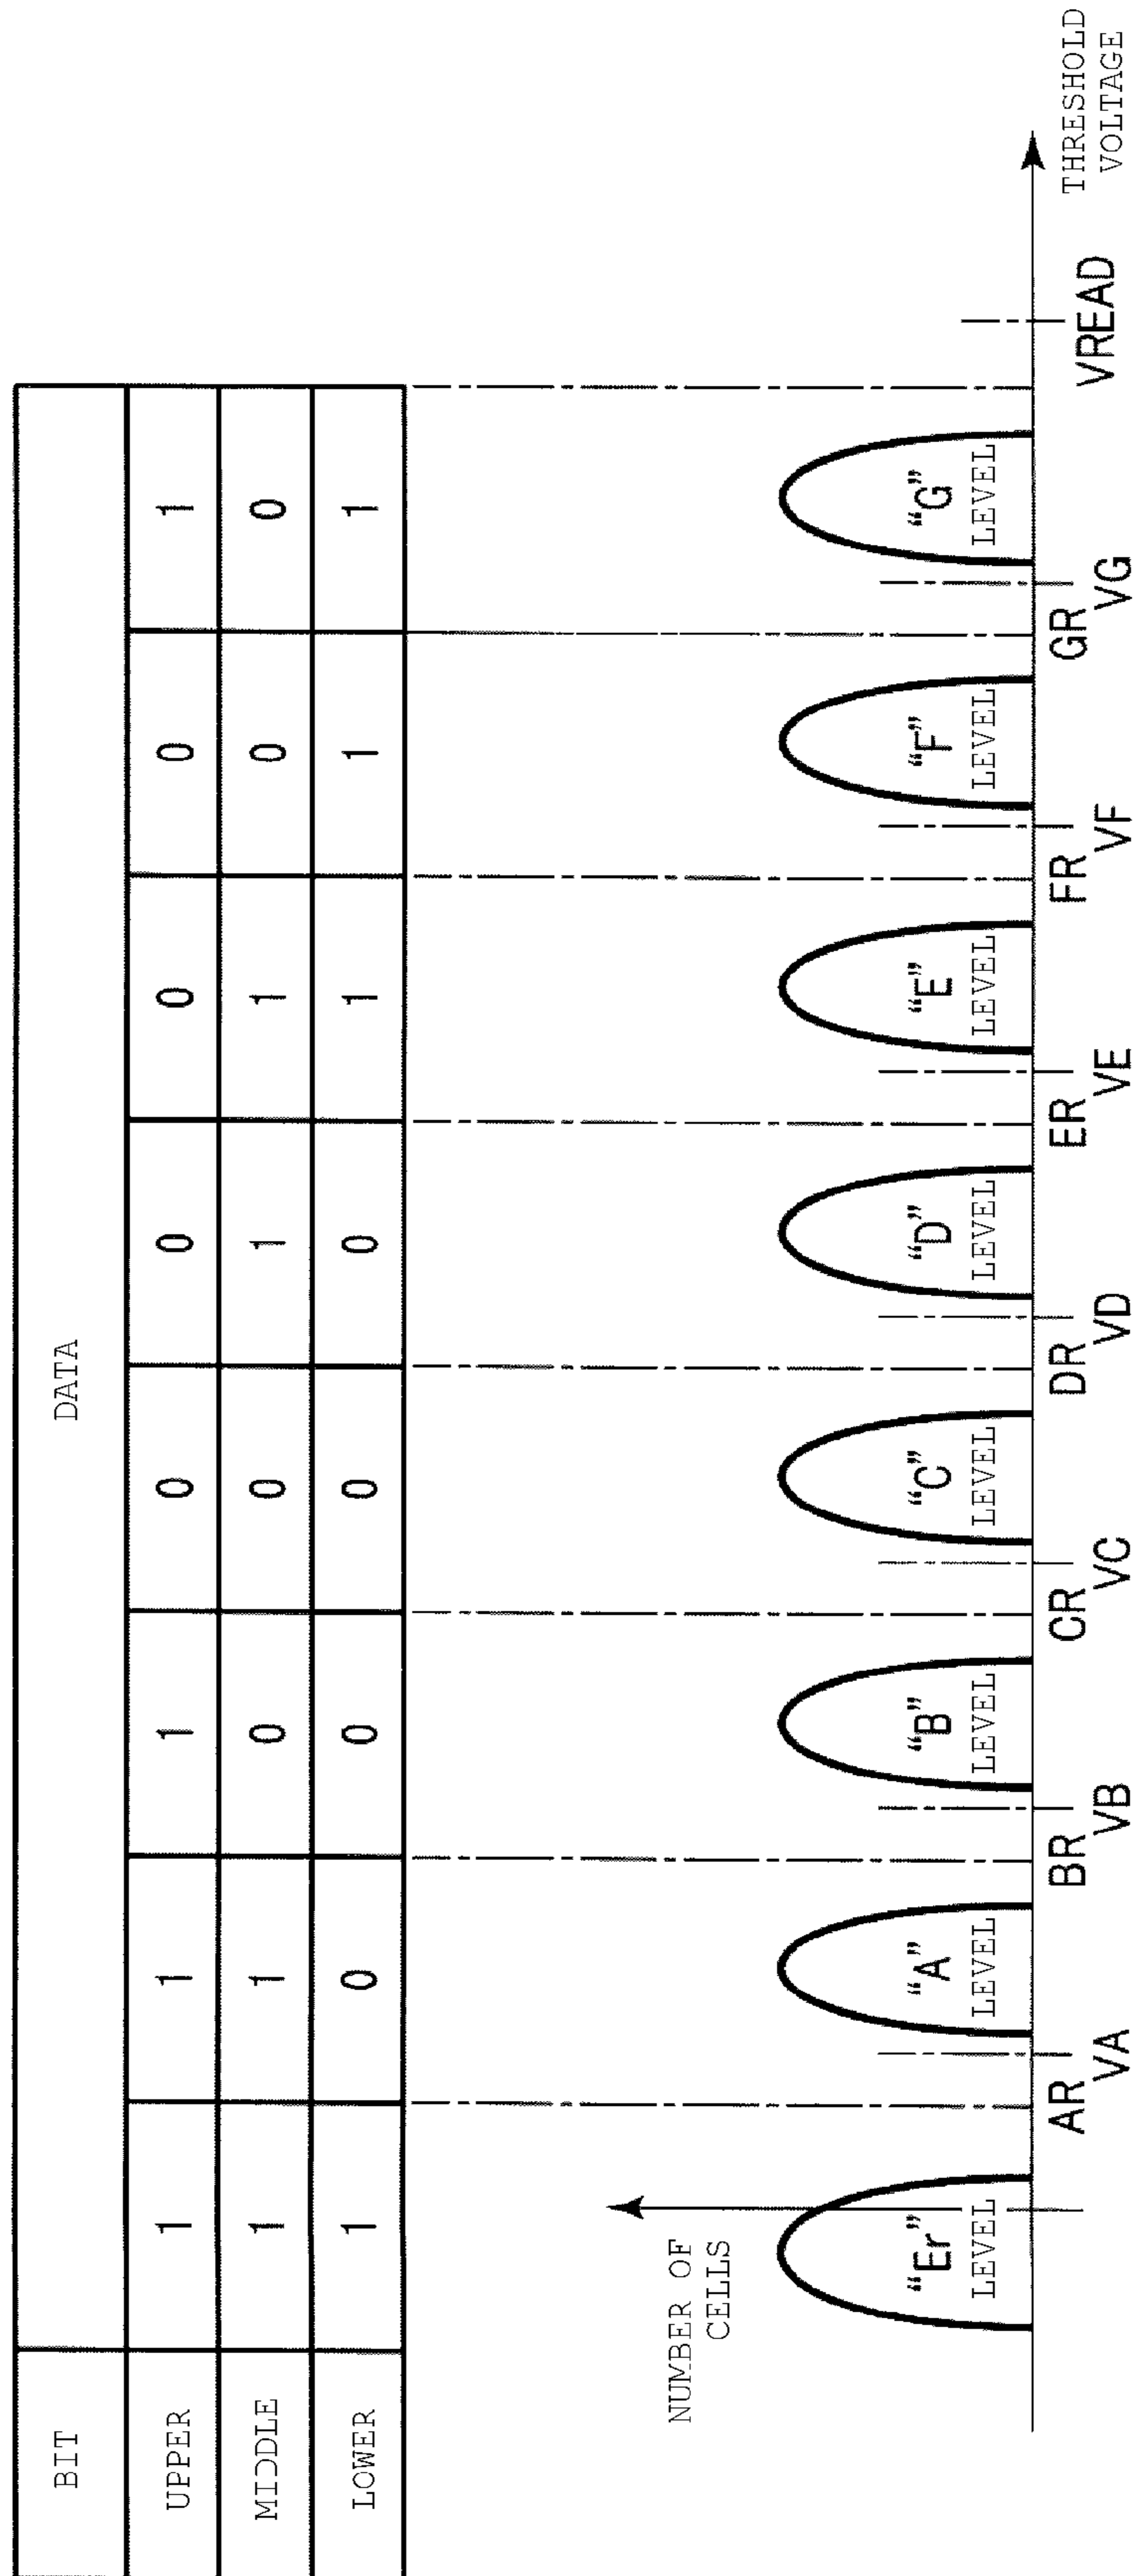 BIT DATA
UPPER 1 1 1 0 0 0 0 1
MIDDLE 1 1 0 0 1 1 0 0
LOWER 1 0 0 0 0 1 1 1
NUMBER OF
CELLS
“Er” “A” “B” “C” “D” “E” “F” “G”
LEVEL LEVEL LEVEL LEVEL LEVEL LEVEL LEVEL LEVEL
AR BR CR DR ER FR GR VREAD
VA VB VC VD VE VF VG
THRESHOLD
VOLTAGE